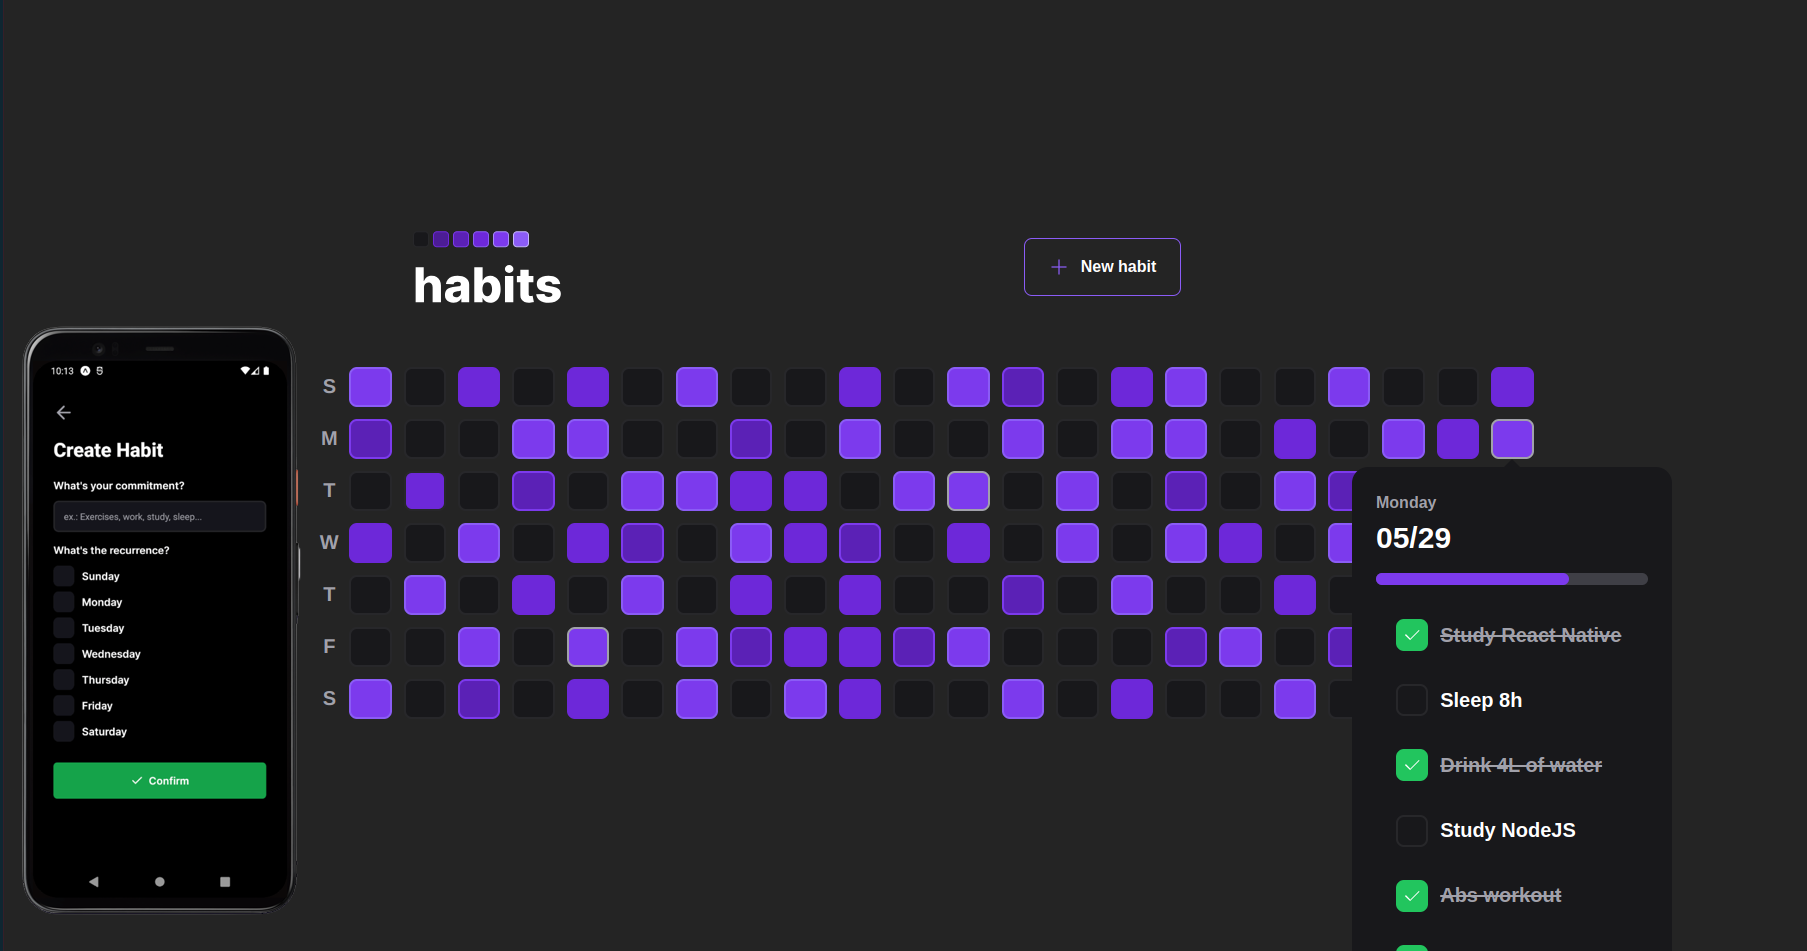 habits
New habit
10:13
Create Habit
What's your commitment?
ex.: Exercises, work, study, sleep...
What's the recurrence?
Sunday
Monday
Tuesday
Wednesday
Thursday
Friday
Saturday
Confirm
S
M
T
W
T
F
S
Monday
05/29
Study React Native
Sleep 8h
Drink 4L of water
Study NodeJS
Abs workout